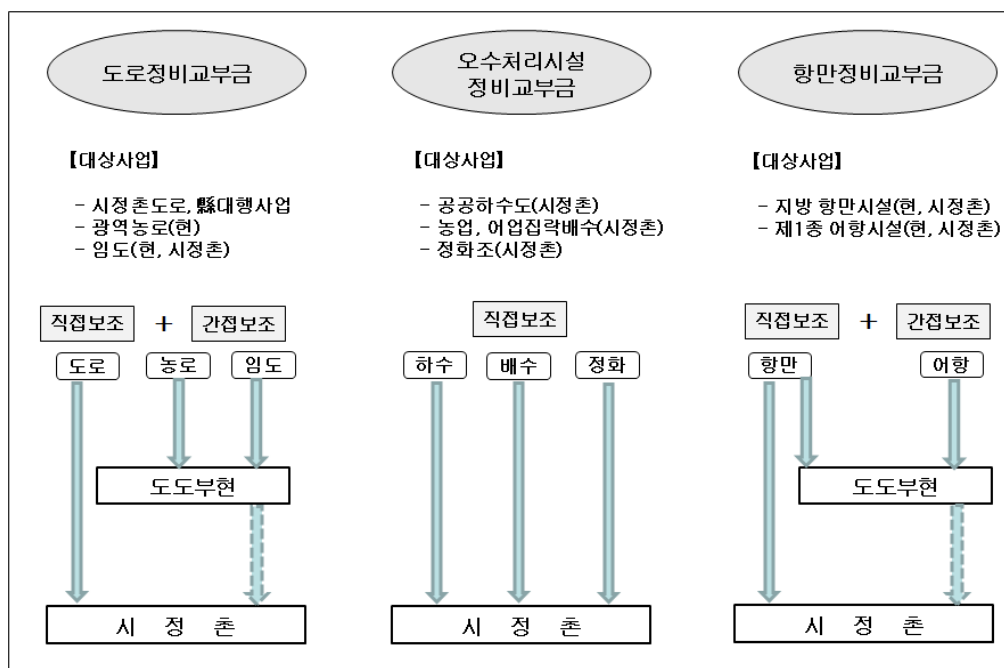 도로정비교부금
【대상사업】
- 시정촌도로, 縣대행사업
- 광역농로(현)
- 임도(현, 시정촌)
직접보조 + 간접보조
도로 농로 임도
도도부현
시 정 촌
오수처리시설
정비교부금
【대상사업】
- 공공하수도(시정촌)
- 농업, 어업집락배수(시정촌)
- 정화조(시정촌)
직접보조
하수 배수 정화
시 정 촌
항만정비교부금
【대상사업】
- 지방 항만시설(현, 시정촌)
- 제1종 어항시설(현, 시정촌)
직접보조 + 간접보조
항만 어항
도도부현
시 정 촌